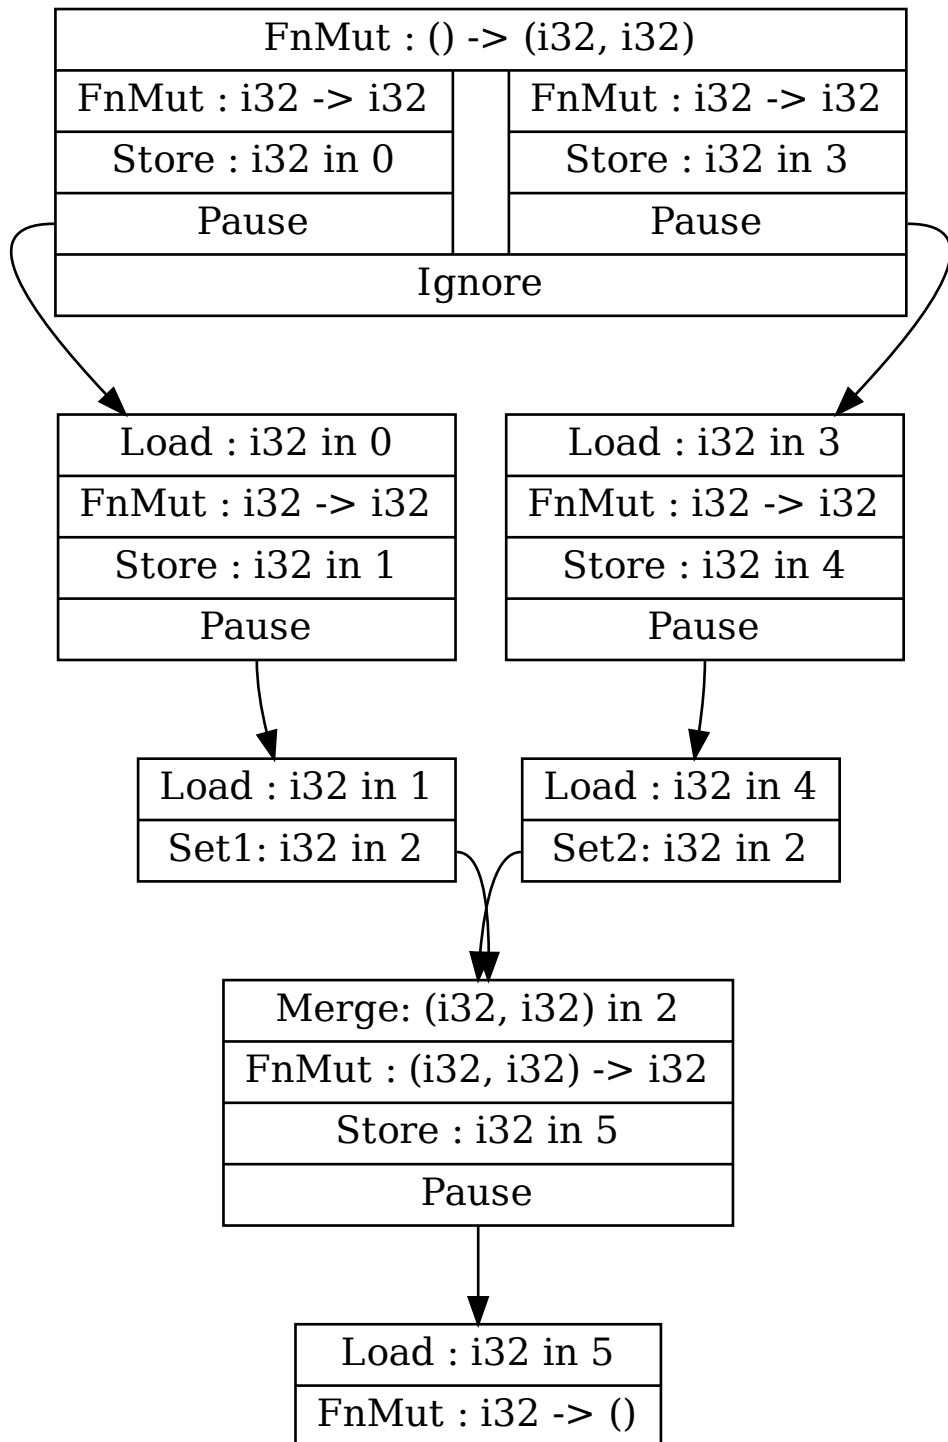 FnMut : () -> (i32, i32)
FnMut : i32 -> i32
Store : i32 in 0
Pause
FnMut : i32 -> i32
Store : i32 in 3
Pause
Ignore
Load : i32 in 0
FnMut : i32 -> i32
Store : i32 in 1
Pause
Load : i32 in 3
FnMut : i32 -> i32
Store : i32 in 4
Pause
Load : i32 in 1
Set1: i32 in 2
Load : i32 in 4
Set2: i32 in 2
Merge: (i32, i32) in 2
FnMut : (i32, i32) -> i32
Store : i32 in 5
Pause
Load : i32 in 5
FnMut : i32 -> ()